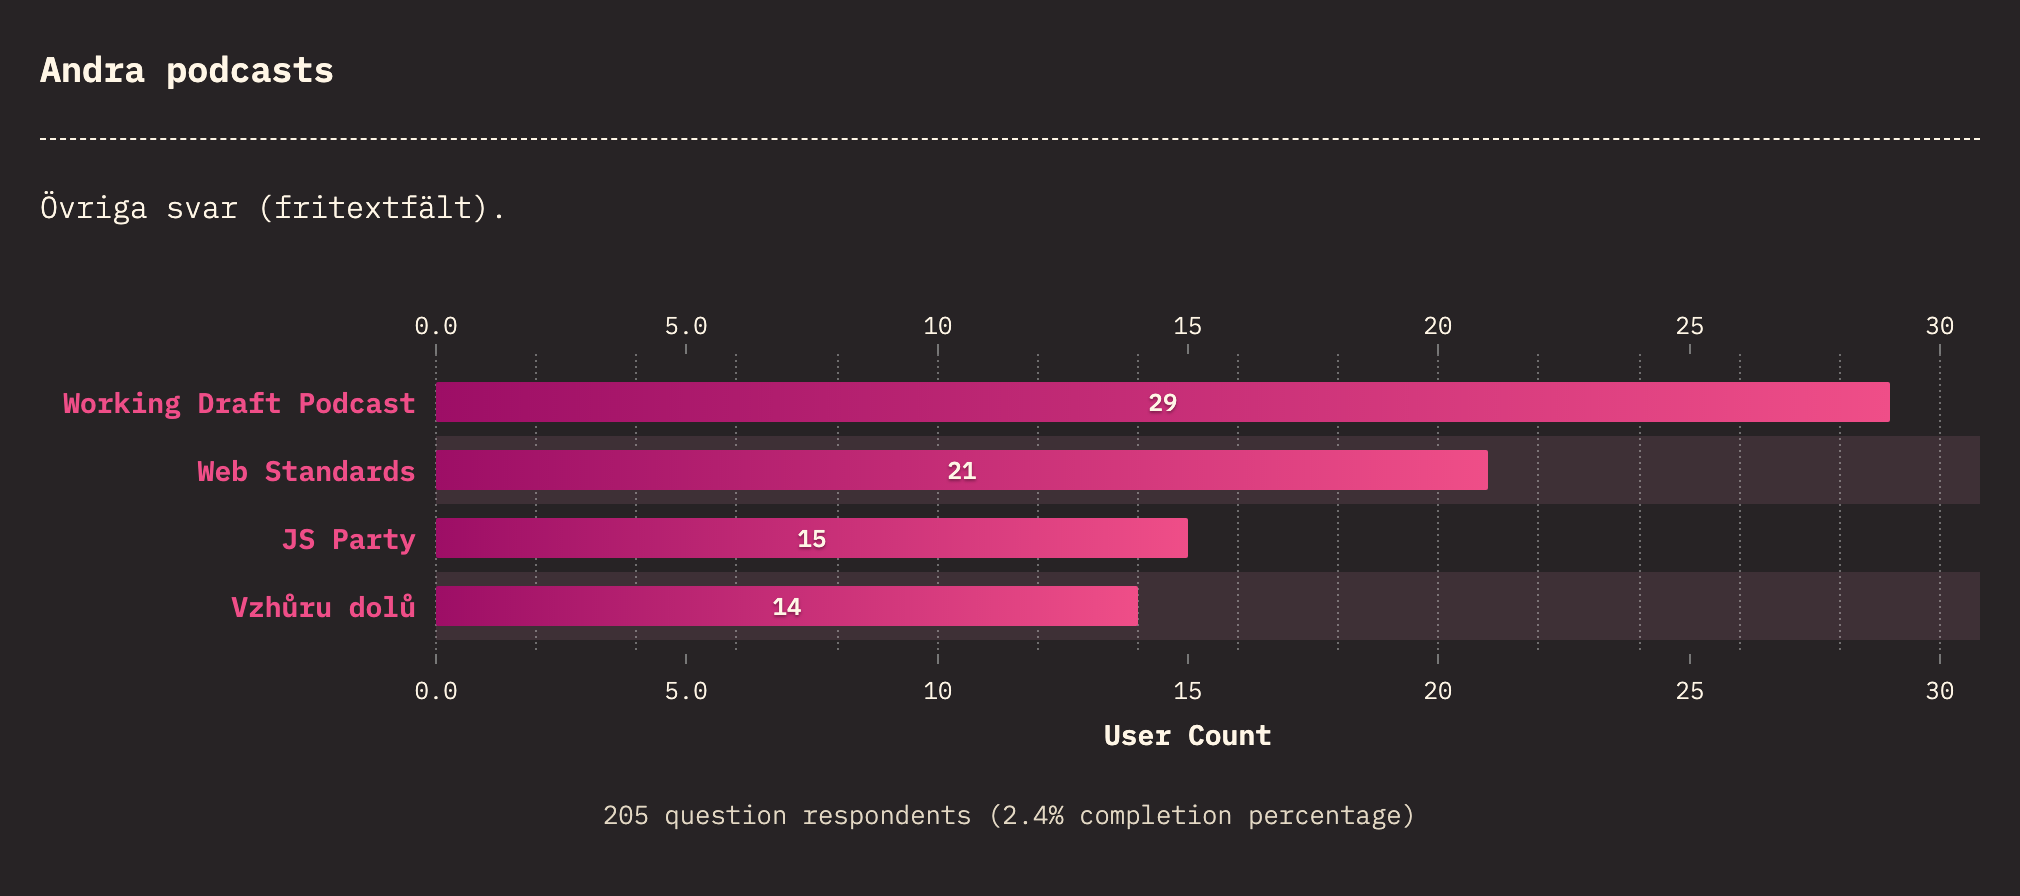 Andra podcasts
Övriga svar (fritextfält).
0.0 5.0 10 15 20 25 30
Working Draft Podcast 29
Web Standards 21
JS Party 15
Vzhůru dolů 14
0.0 5.0 10 15 20 25 30
User Count
205 question respondents (2.4% completion percentage)